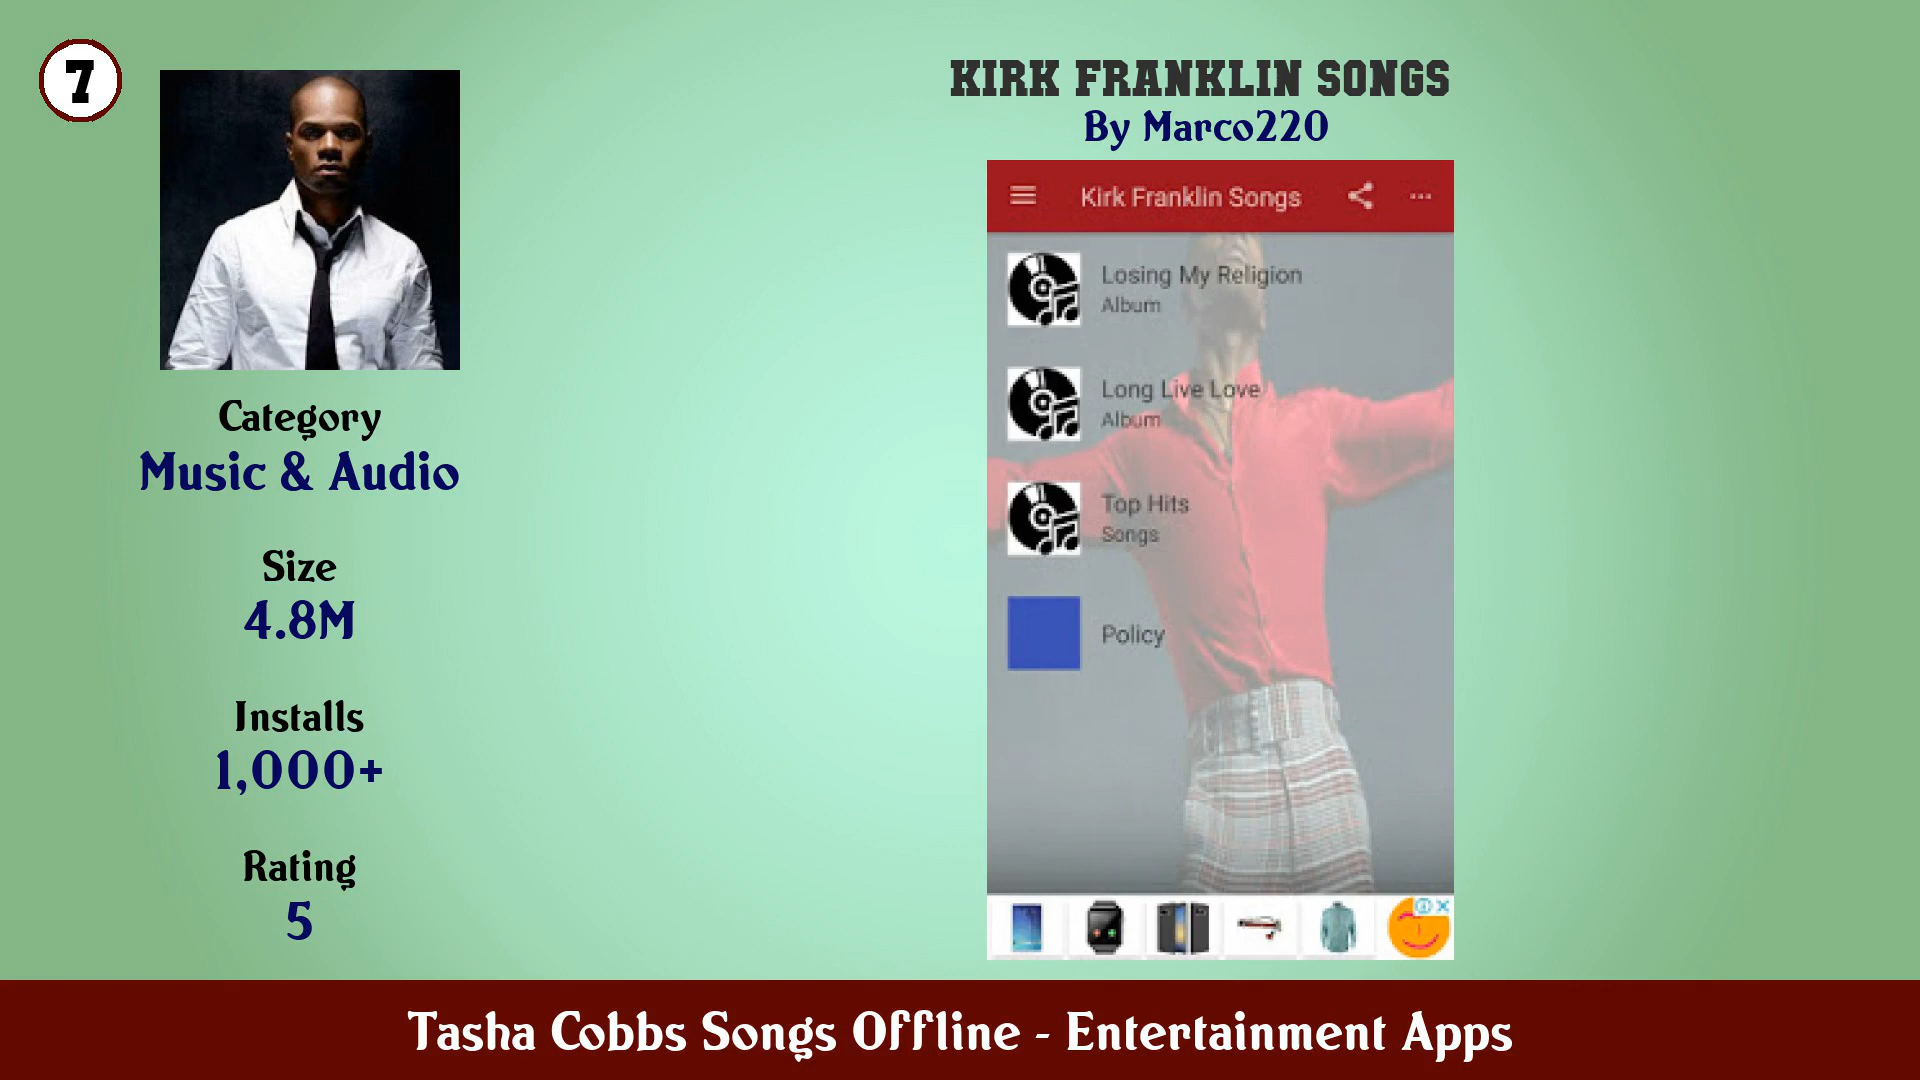 7
KIRK FRANKLIN SONGS
By Marco220
Category
Music & Audio
Size
4.8M
Installs
1,000+
Rating
5
Kirk Franklin Songs
Losing My Religion
Album
Long Live Love
Album
Top Hits
Songs
Policy
Tasha Cobbs Songs Offline - Entertainment Apps